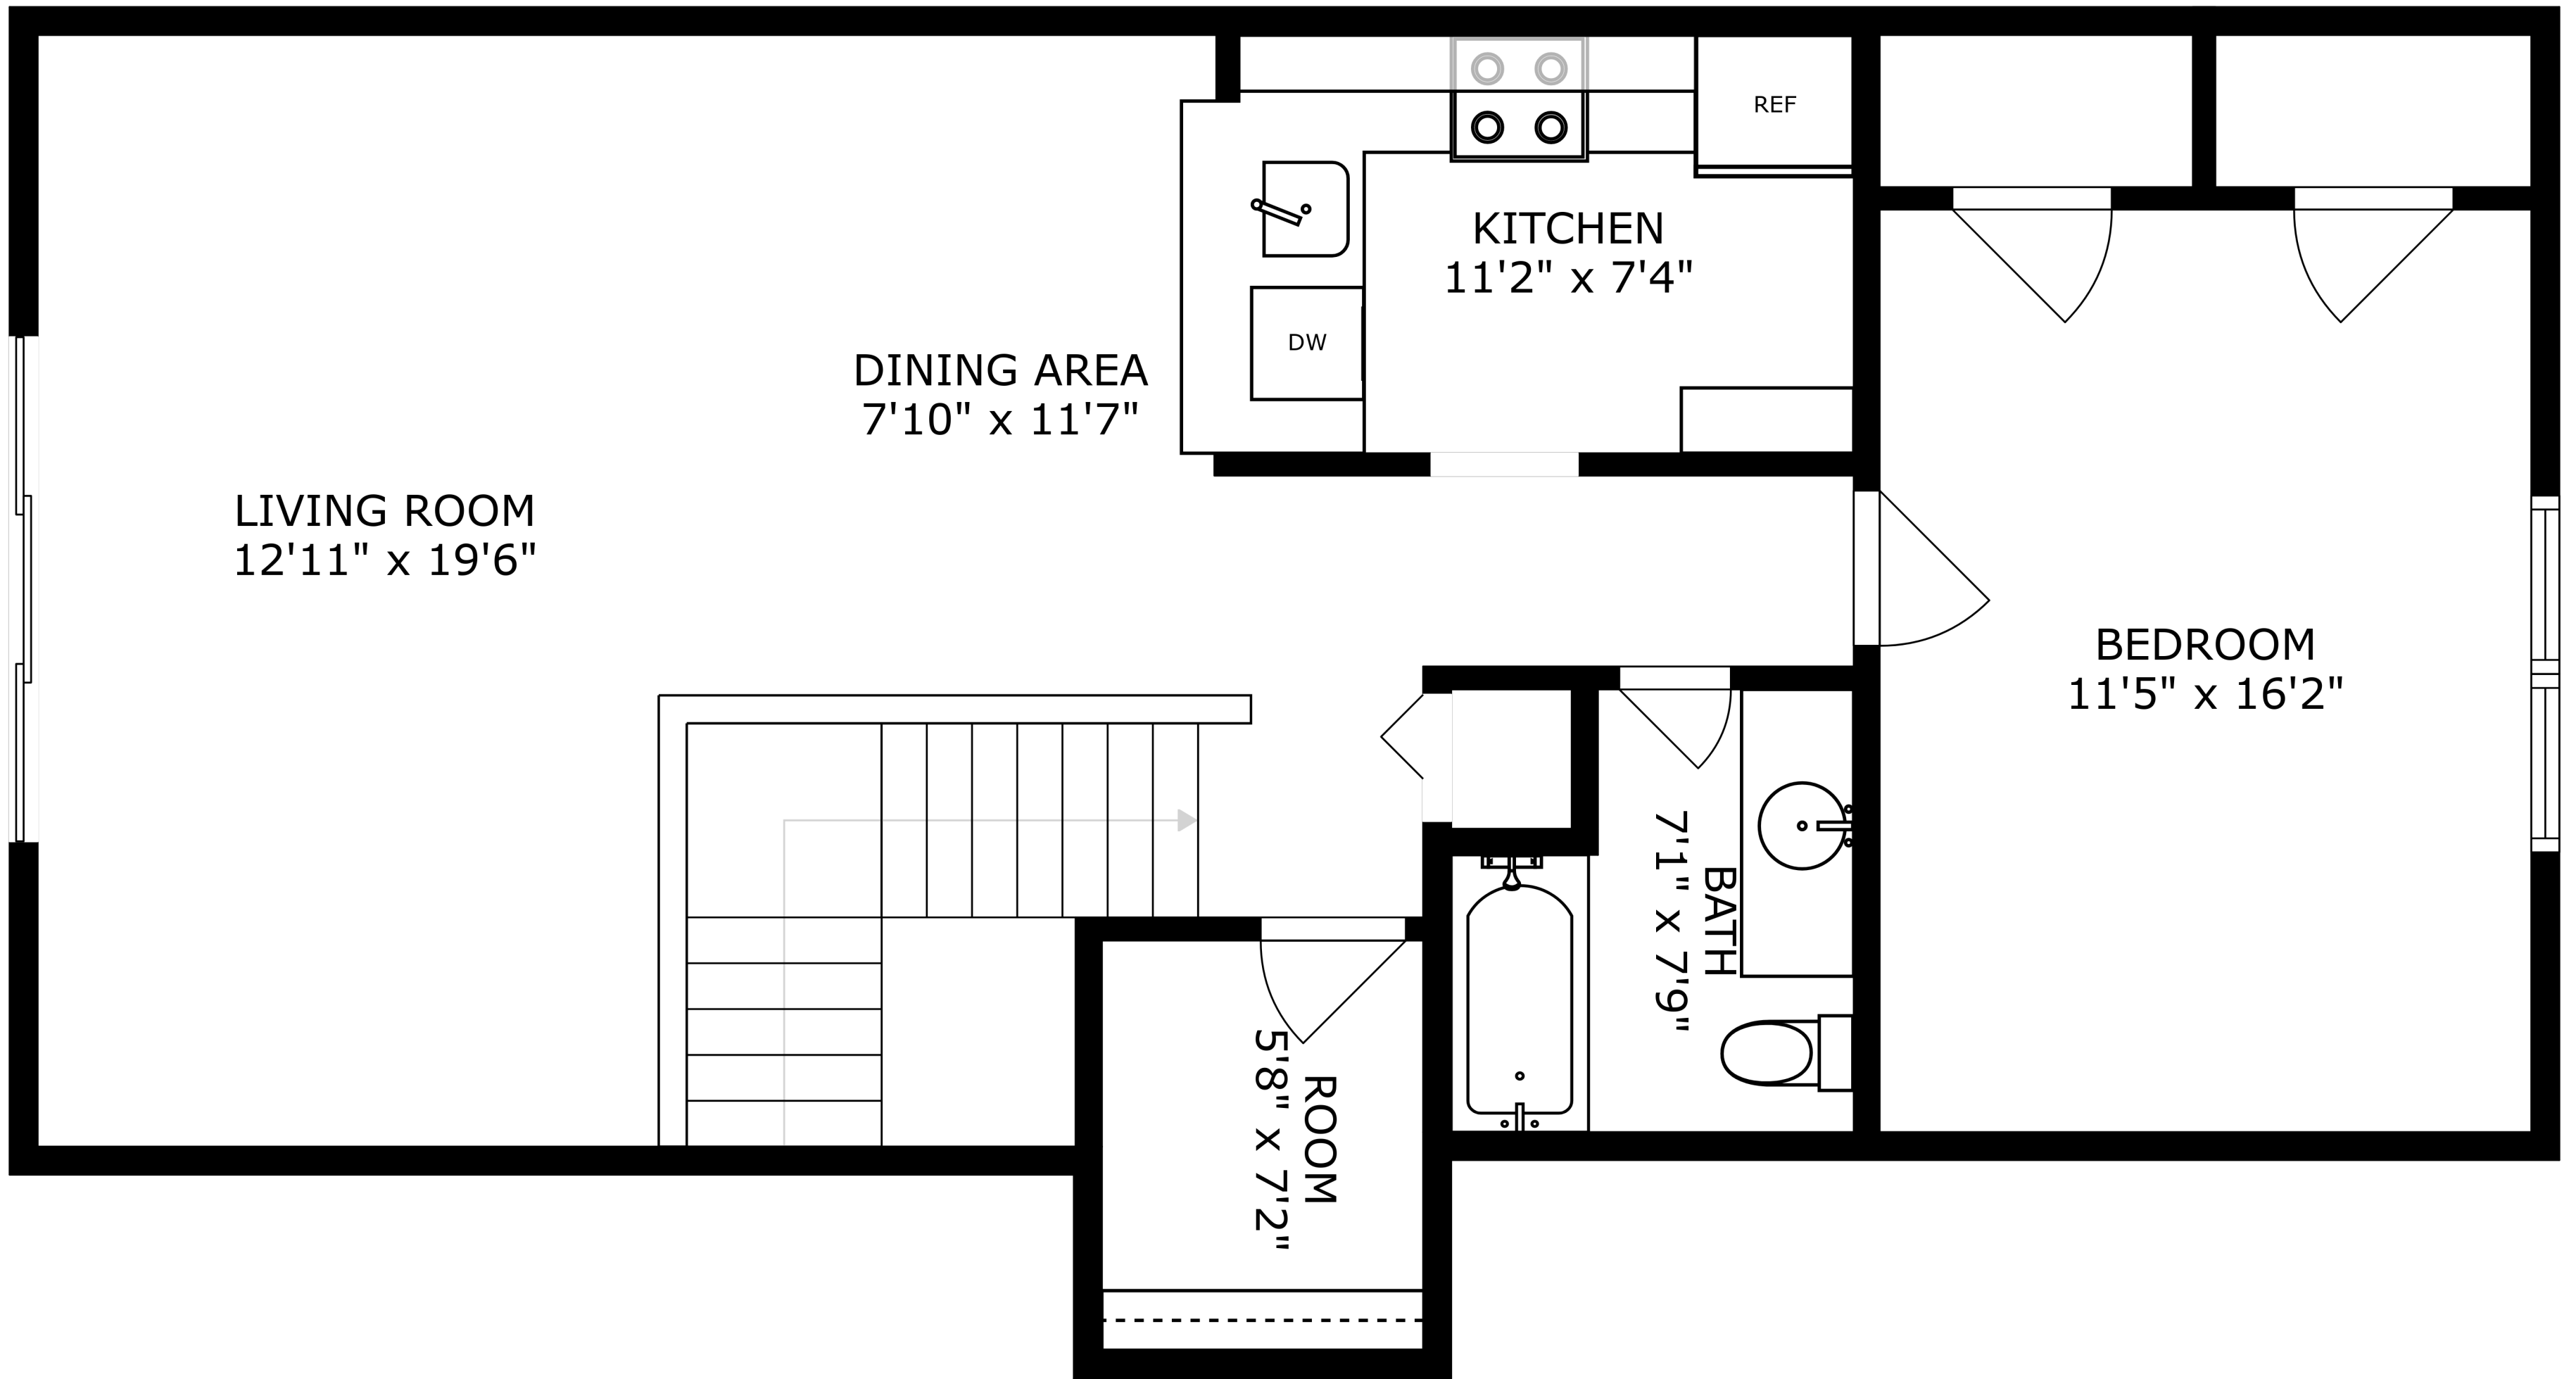 REF
KITCHEN
11'2" x 7'4"
DW
DINING AREA
7'10" x 11'7"
LIVING ROOM
12'11" x 19'6"
BEDROOM
11'5" x 16'2"
BATH
7'1" x 7'9"
ROOM
5'8" x 7'2"